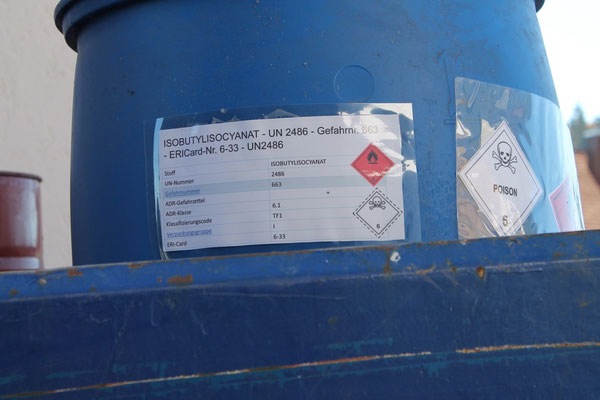 ISOBUTYLISOCYANAT - UN 2486 - Gefahrnr. 663
- ERICard-Nr. 6-33 - UN2486
Stoff ISOBUTYLISOCYANAT
UN-Nummer 2486
Gefahrnummer 663
ADR-Gefahrzettel +
ADR-Klasse 6.1
Klassifizierungscode TF1
Verpackungsgruppe I
ERI-Card 6-33
6
POISON
6